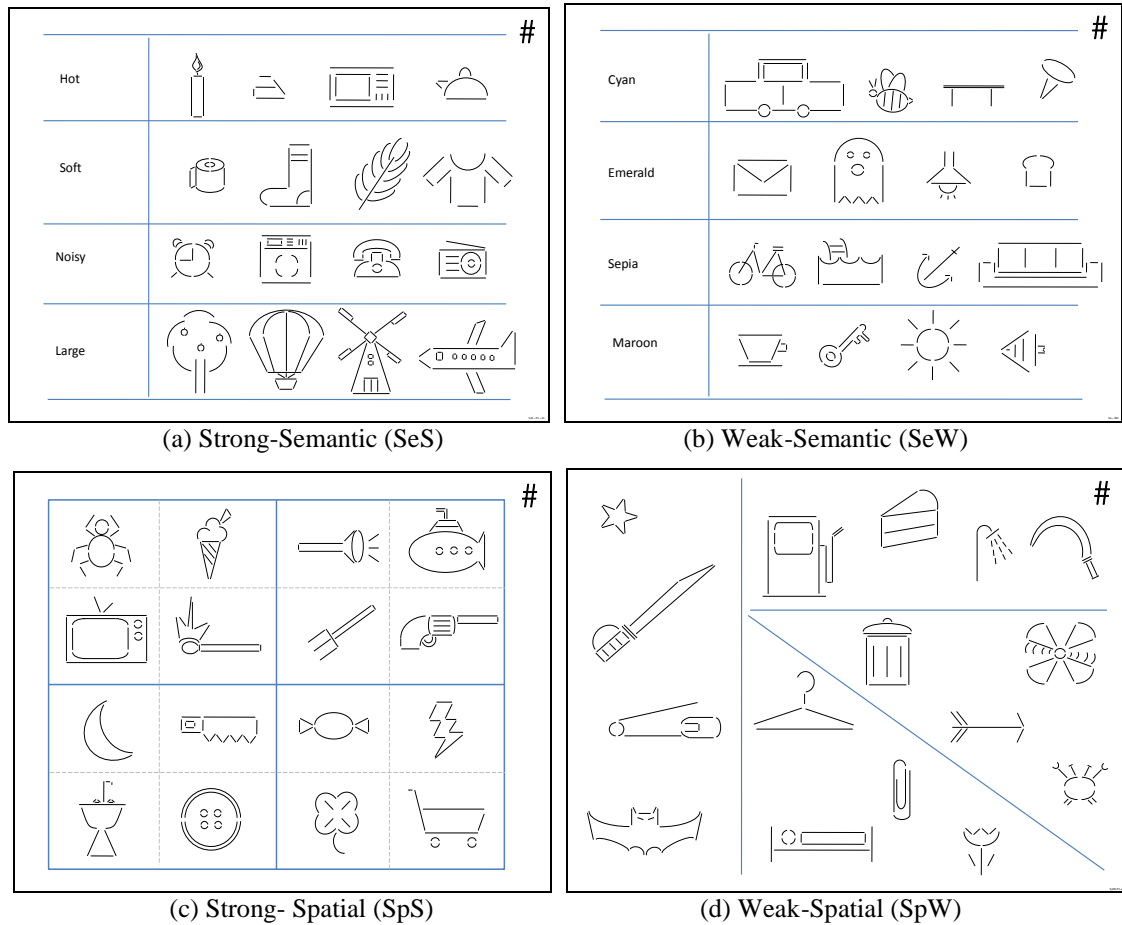 #
Hot
Soft
Noisy
Large
(a) Strong-Semantic (SeS)
#
Cyan
Emerald
Sepia
Maroon
(b) Weak-Semantic (SeW)
#
(c) Strong- Spatial (SpS)
#
(d) Weak-Spatial (SpW)